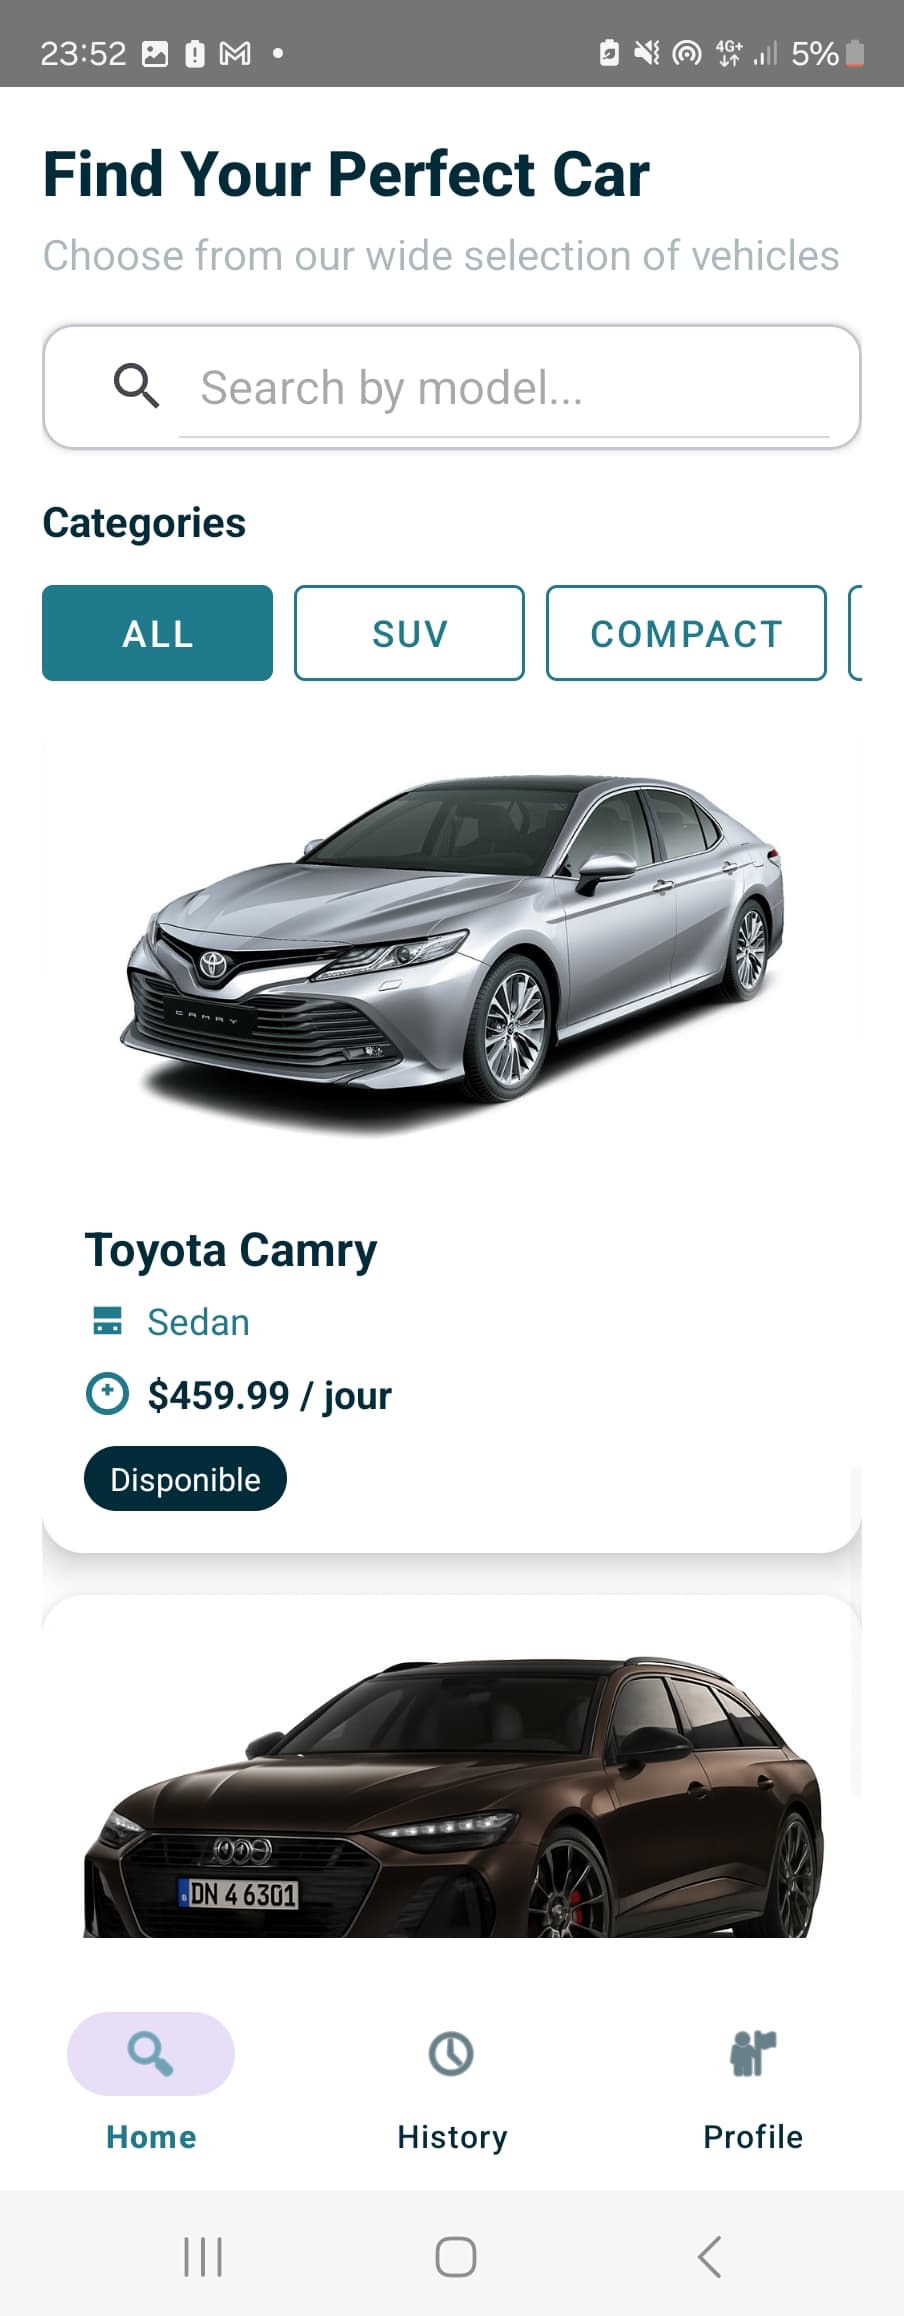 23:52
4G+
5%
Find Your Perfect Car
Choose from our wide selection of vehicles
Search by model...
Categories
ALL
SUV
COMPACT
CAMRY
Toyota Camry
Sedan
$459.99 / jour
Disponible
DN 4 6301
Home
History
Profile